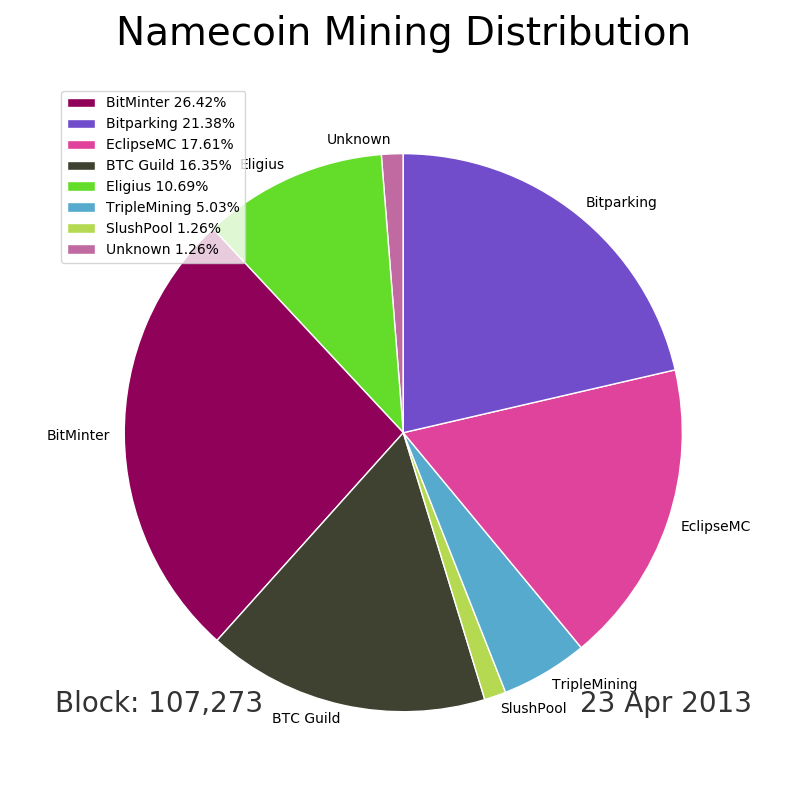 Namecoin Mining Distribution
BitMinter 26.42%
Bitparking 21.38%
EclipseMC 17.61%
BTC Guild 16.35%
Eligius 10.69%
TripleMining 5.03%
SlushPool 1.26%
Unknown 1.26%
Unknown
Eligius
Bitparking
BitMinter
EclipseMC
TripleMining
SlushPool
BTC Guild
Block: 107,273
23 Apr 2013